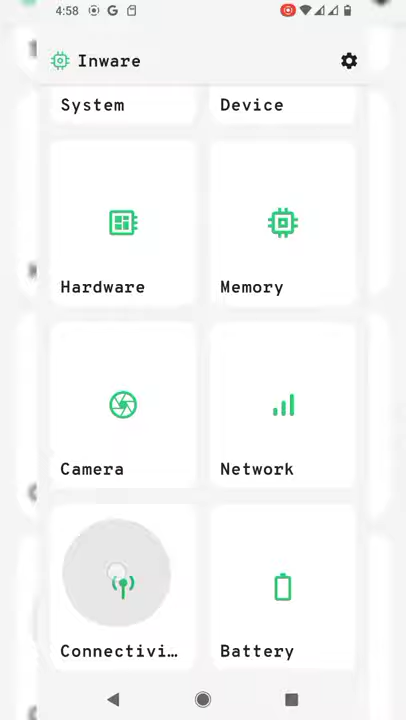 4:58
Inware
System
Device
Hardware
Memory
Camera
Network
Connectivi...
Battery